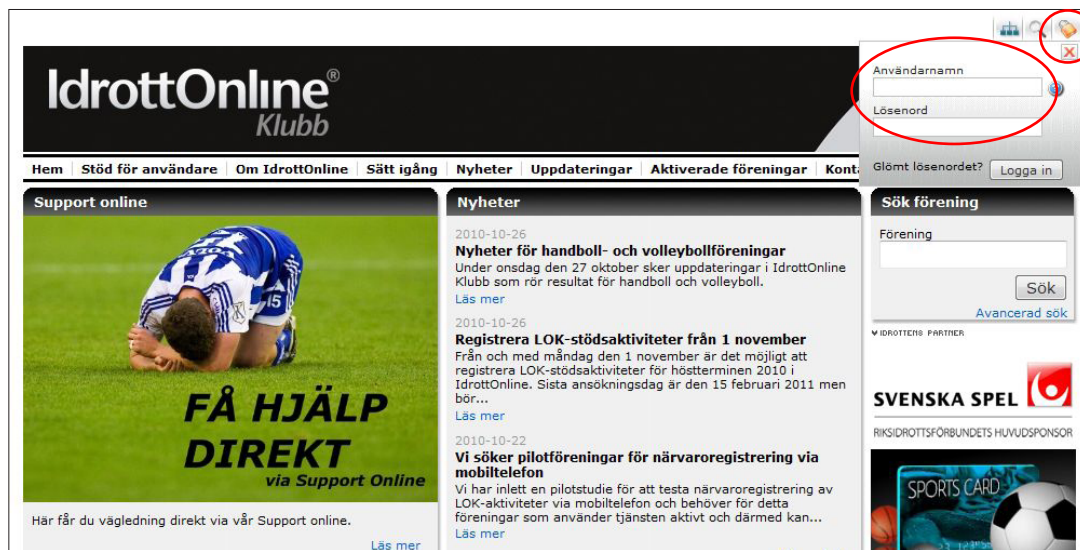 IdrottOnline®
Klubb
Användarnamn
Lösenord
Glömt lösenordet? Logga in
Hem Stöd för användare Om IdrottOnline Sätt igång Nyheter Uppdateringar Aktiverade föreningar
Support online
15
FÅ HJÄLP
DIREKT
via Support Online
Här får du vägledning direkt via vår Support online.
Läs mer
Nyheter
2010-10-26
Nyheter för handboll- och volleybollföreningar
Under onsdag den 27 oktober sker uppdateringar i IdrottOnline
Klubb som rör resultat för handboll och volleyboll.
Läs mer
2010-10-26
Registrera LOK-stödsaktiviteter från 1 november
Från och med måndag den 1 november är det möjligt att
registrera LOK-stödsaktiviteter för höstterminen 2010 i
IdrottOnline. Sista ansökningsdag är den 15 februari 2011 men
bör...
Läs mer
2010-10-22
Vi söker pilotföreningar för närvaroregistrering via
mobiltelefon
Vi har inlett en pilotstudie för att testa närvaroregistrering av
LOK-aktiviteter via mobiltelefon och behöver för detta
föreningar som använder tjänsten aktivt och därmed kan...
Läs mer
Sök förening
Förening
Sök
Avancerad sök
IDROTTENS PARTNER
SVENSKA SPEL
RIKSIDROTTSFÖRBUNDETS HUVUDSPONSOR
SPORTS CARD